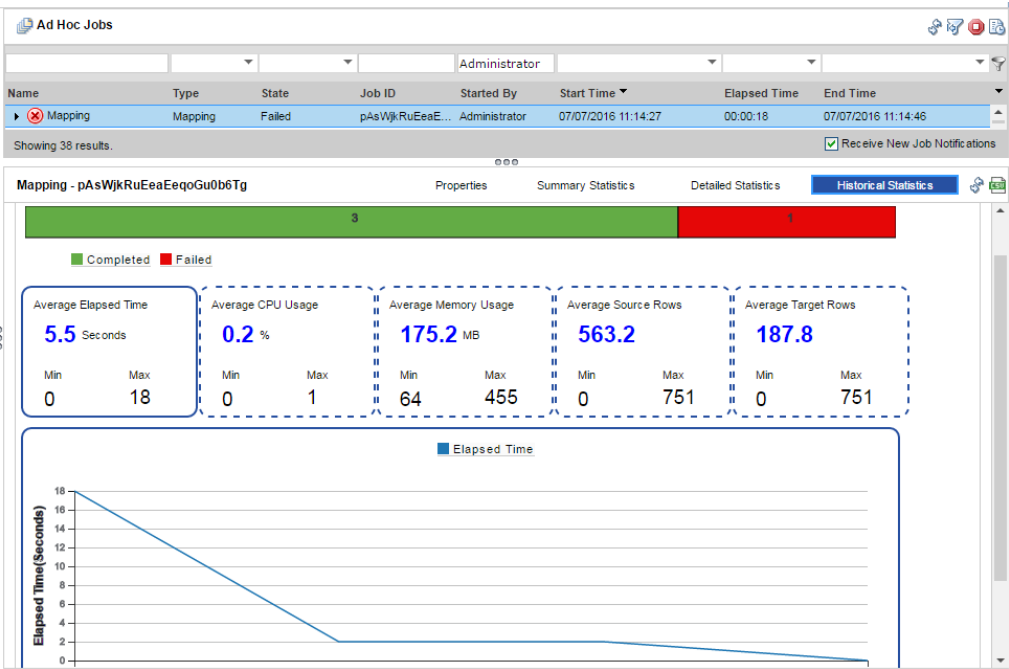 Ad Hoc Jobs
Administrator
Name Type State Job ID Started By Start Time Elapsed Time End Time
Mapping Mapping Failed pAsWjkRuEeaE... Administrator 07/07/2016 11:14:27 00:00:18 07/07/2016 11:14:46
Showing 38 results. Receive New Job Notifications
Mapping - pAsWjkRuEeaEeqoGu0b6Tg Properties Summary Statistics Detailed Statistics Historical Statistics CSV
3 1
Completed Failed
Average Elapsed Time Average CPU Usage Average Memory Usage Average Source Rows Average Target Rows
5.5 Seconds 0.2 % 175.2 MB 563.2 187.8
Min Max Min Max Min Max Min Max Min Max
0 18 0 1 64 455 0 751 0 751
Elapsed Time
Elapsed Time(Seconds)
18
16
14
12
10
8
6
4
2
0